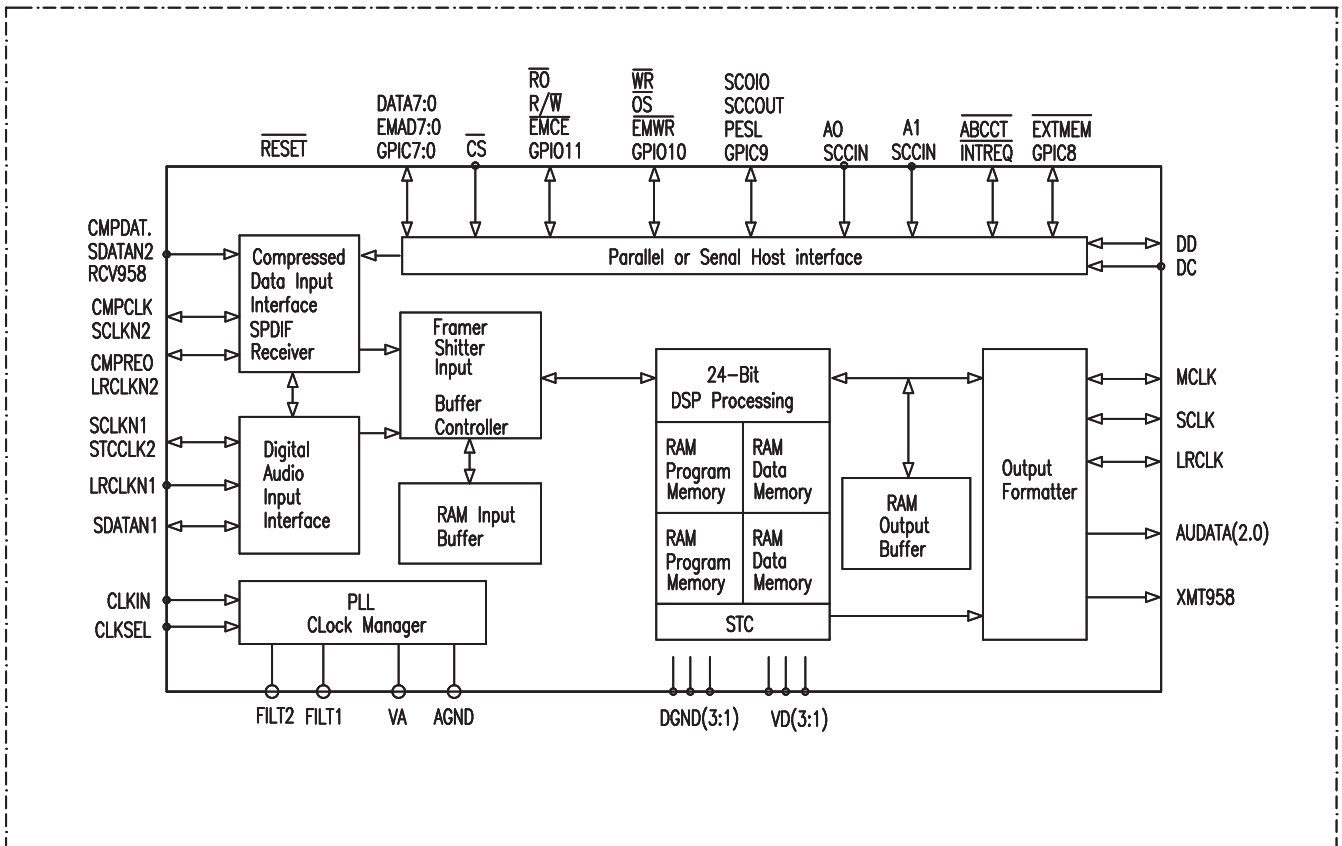 RESET
DATA7:0
EMAD7:0
GPIC7:0
CS
RO
R/W
EMCE
GPIO11
WR
OS
EMWR
GPIO10
SCOIO
SCCOUT
PESL
GPIC9
A0
SCCIN
A1
SCCIN
ABCCT
INTREQ
EXTMEM
GPIC8
CMPDAT.
SDATAN2
RCV958
CMPCLK
SCLKN2
CMPREO
LRCLKN2
SCLKN1
STCCLK2
LRCLKN1
SDATAN1
CLKIN
CLKSEL
Compressed
Data Input
Interface
SPDIF
Receiver
Digital
Audio
Input
Interface
PLL
CLock Manager
Parallel or Senal Host interface
Framer
Shitter
Input
Buffer
Controller
RAM Input
Buffer
24-Bit
DSP Processing
RAM
Program
Memory
RAM
Data
Memory
RAM
Program
Memory
RAM
Data
Memory
STC
RAM
Output
Buffer
Output
Formatter
DD
DC
MCLK
SCLK
LRCLK
AUDATA(2.0)
XMT958
FILT2
FILT1
VA
AGND
DGND(3:1)
VD(3:1)